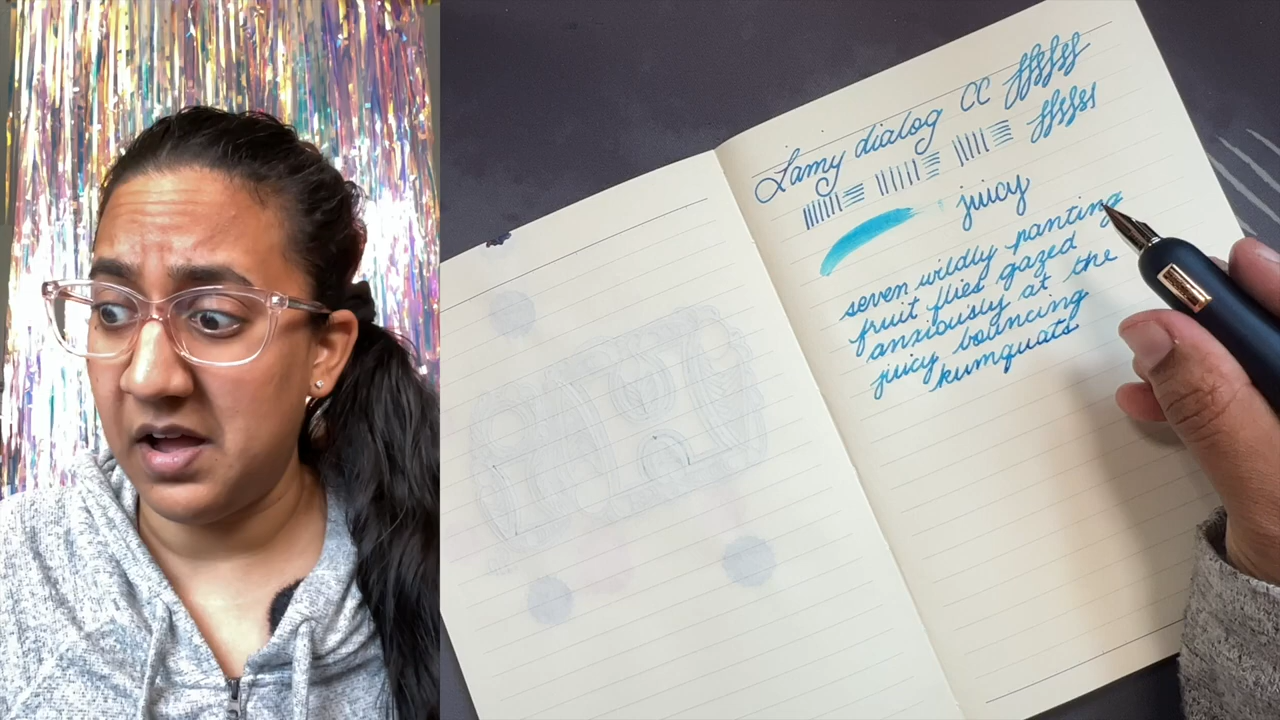 Lamy dialog CC
juicy
seven wildly panting
fruit flies gazed
anxiously at the
juicy bouncing
kumquats